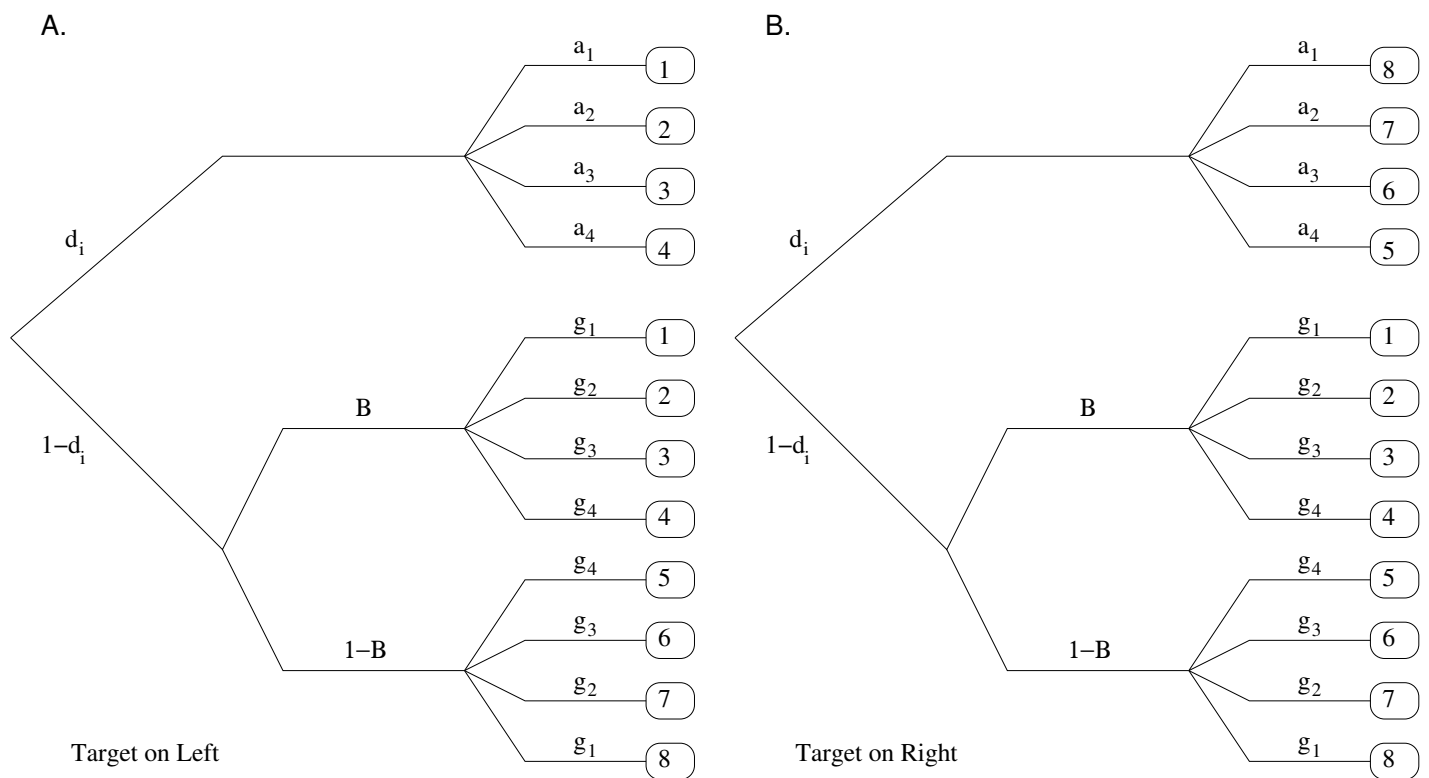 A.
a1 1
a2 2
a3 3
a4 4
di
g1 1
g2 2
B
g3 3
1−di
g4 4
g4 5
g3 6
1−B
g2 7
g1 8
Target on Left
B.
a1 8
a2 7
a3 6
a4 5
di
g1 1
g2 2
B
g3 3
1−di
g4 4
g4 5
g3 6
1−B
g2 7
g1 8
Target on Right